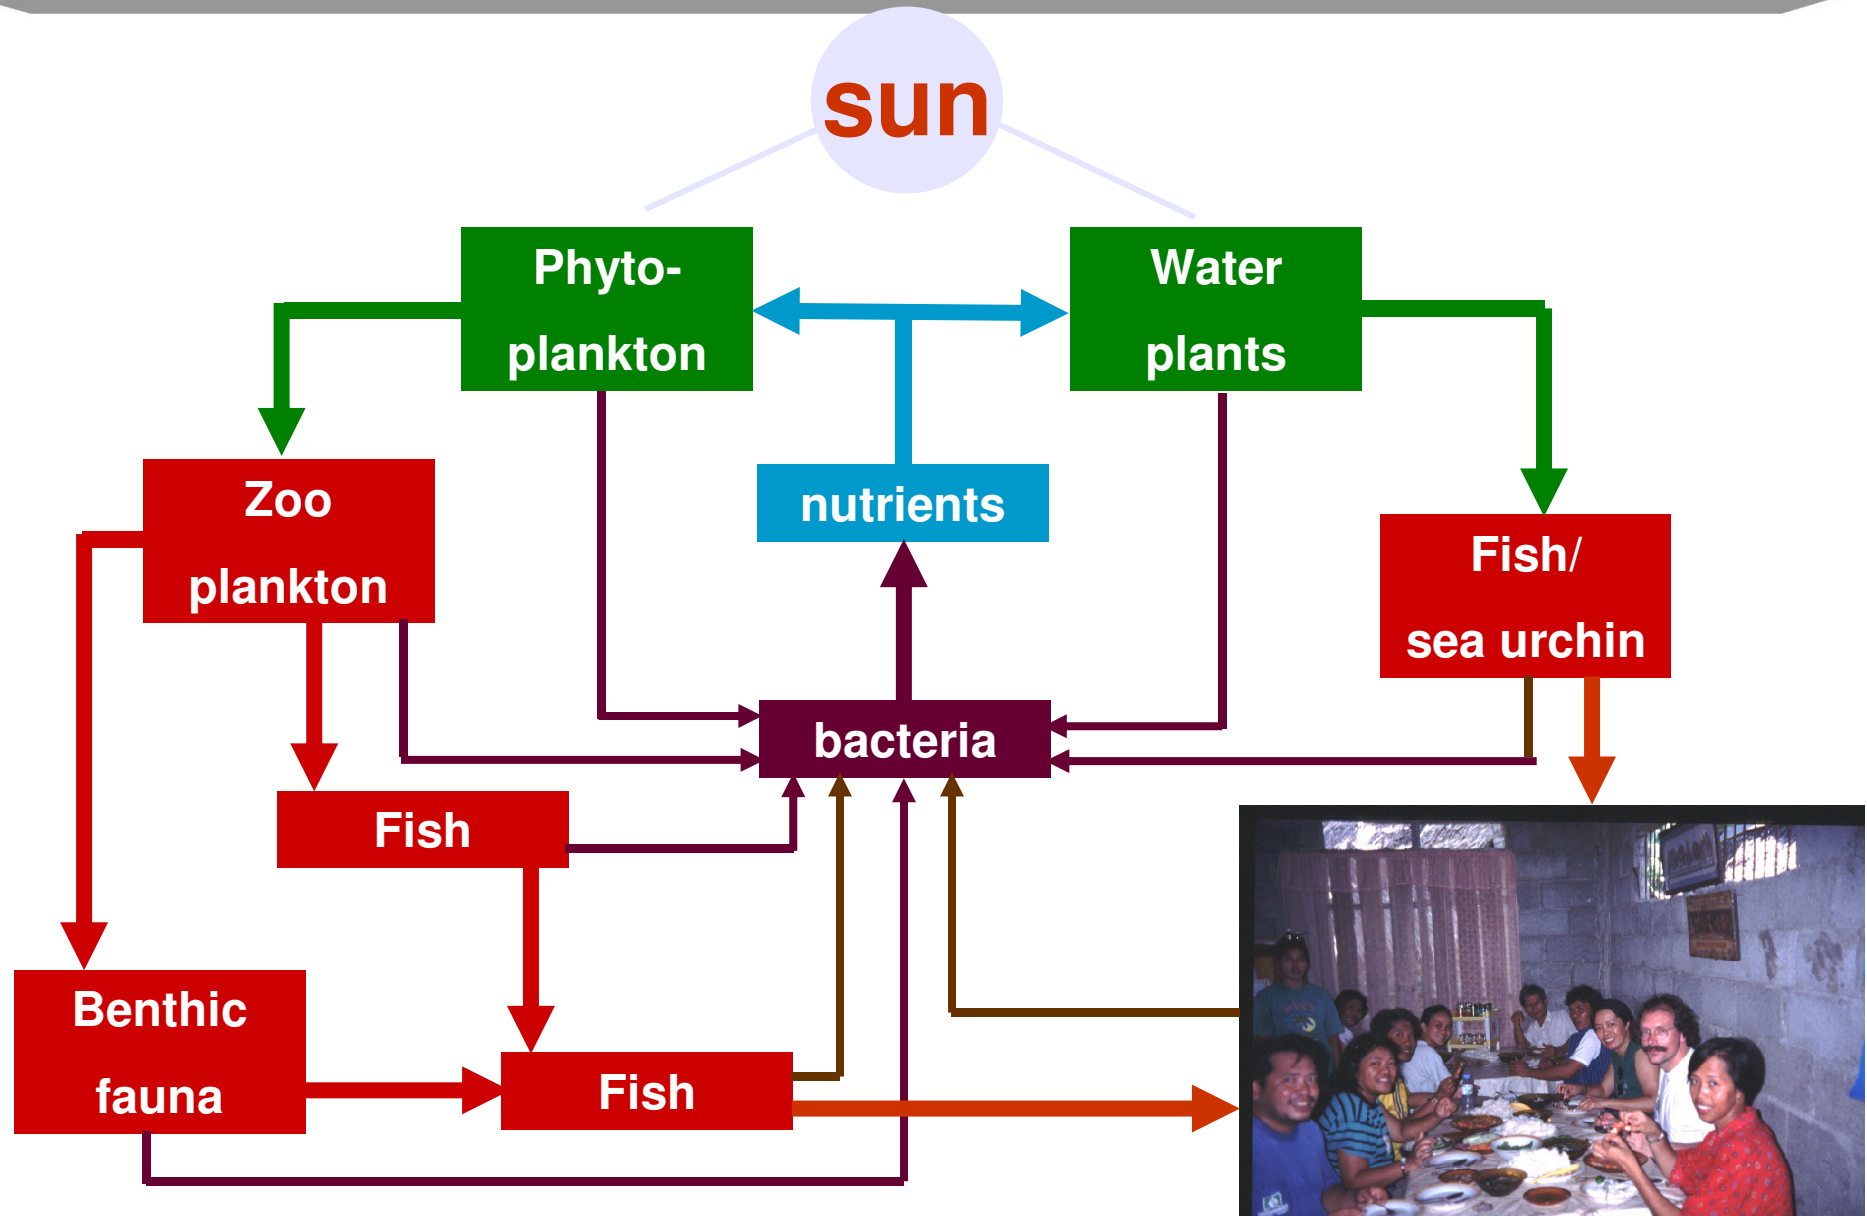 sun
Phyto-
plankton
Water
plants
Zoo
plankton
nutrients
Fish/
sea urchin
bacteria
Fish
Benthic
fauna
Fish